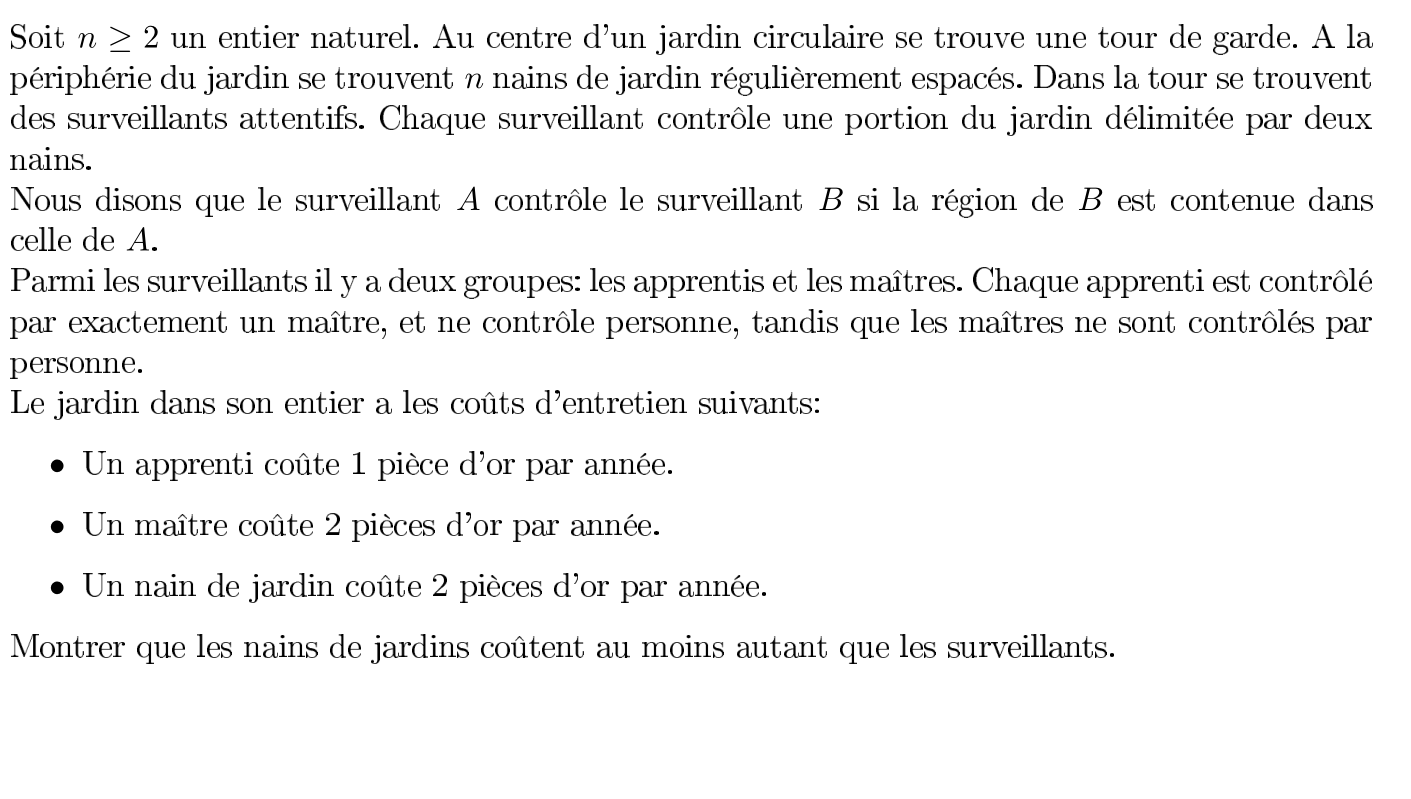 Soit n ≥ 2 un entier naturel. Au centre d'un jardin circulaire se trouve une tour de garde. A la
périphérie du jardin se trouvent n nains de jardin régulièrement espacés. Dans la tour se trouvent
des surveillants attentifs. Chaque surveillant contrôle une portion du jardin délimitée par deux
nains.
Nous disons que le surveillant A contrôle le surveillant B si la région de B est contenue dans
celle de A.
Parmi les surveillants il y a deux groupes: les apprentis et les maîtres. Chaque apprenti est contrôlé
par exactement un maître, et ne contrôle personne, tandis que les maîtres ne sont contrôlés par
personne.
Le jardin dans son entier a les coûts d'entretien suivants:
• Un apprenti coûte 1 pièce d'or par année.
• Un maître coûte 2 pièces d'or par année.
• Un nain de jardin coûte 2 pièces d'or par année.
Montrer que les nains de jardins coûtent au moins autant que les surveillants.